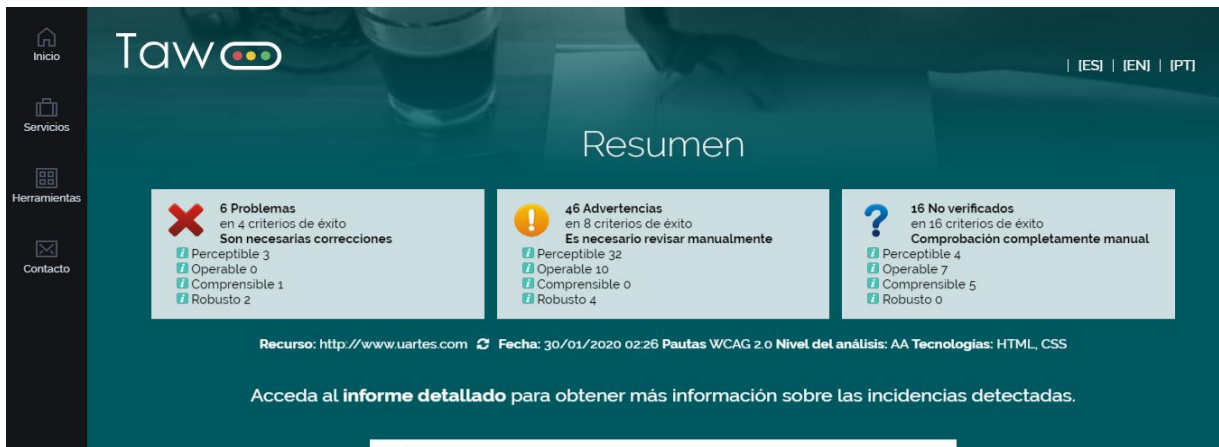 Inicio
Servicios
Herramientas
Contacto
Taw
| [ES] | [EN] | [PT]
Resumen
6 Problemas
en 4 criterios de éxito
Son necesarias correcciones
Perceptible 3
Operable 0
Comprensible 1
Robusto 2
46 Advertencias
en 8 criterios de éxito
Es necesario revisar manualmente
Perceptible 32
Operable 10
Comprensible 0
Robusto 4
16 No verificados
en 16 criterios de éxito
Comprobación completamente manual
Perceptible 4
Operable 7
Comprensible 5
Robusto 0
Recurso: http://www.uartes.com Fecha: 30/01/2020 02:26 Pautas WCAG 2.0 Nivel del análisis: AA Tecnologías: HTML, CSS
Acceda al informe detallado para obtener más información sobre las incidencias detectadas.